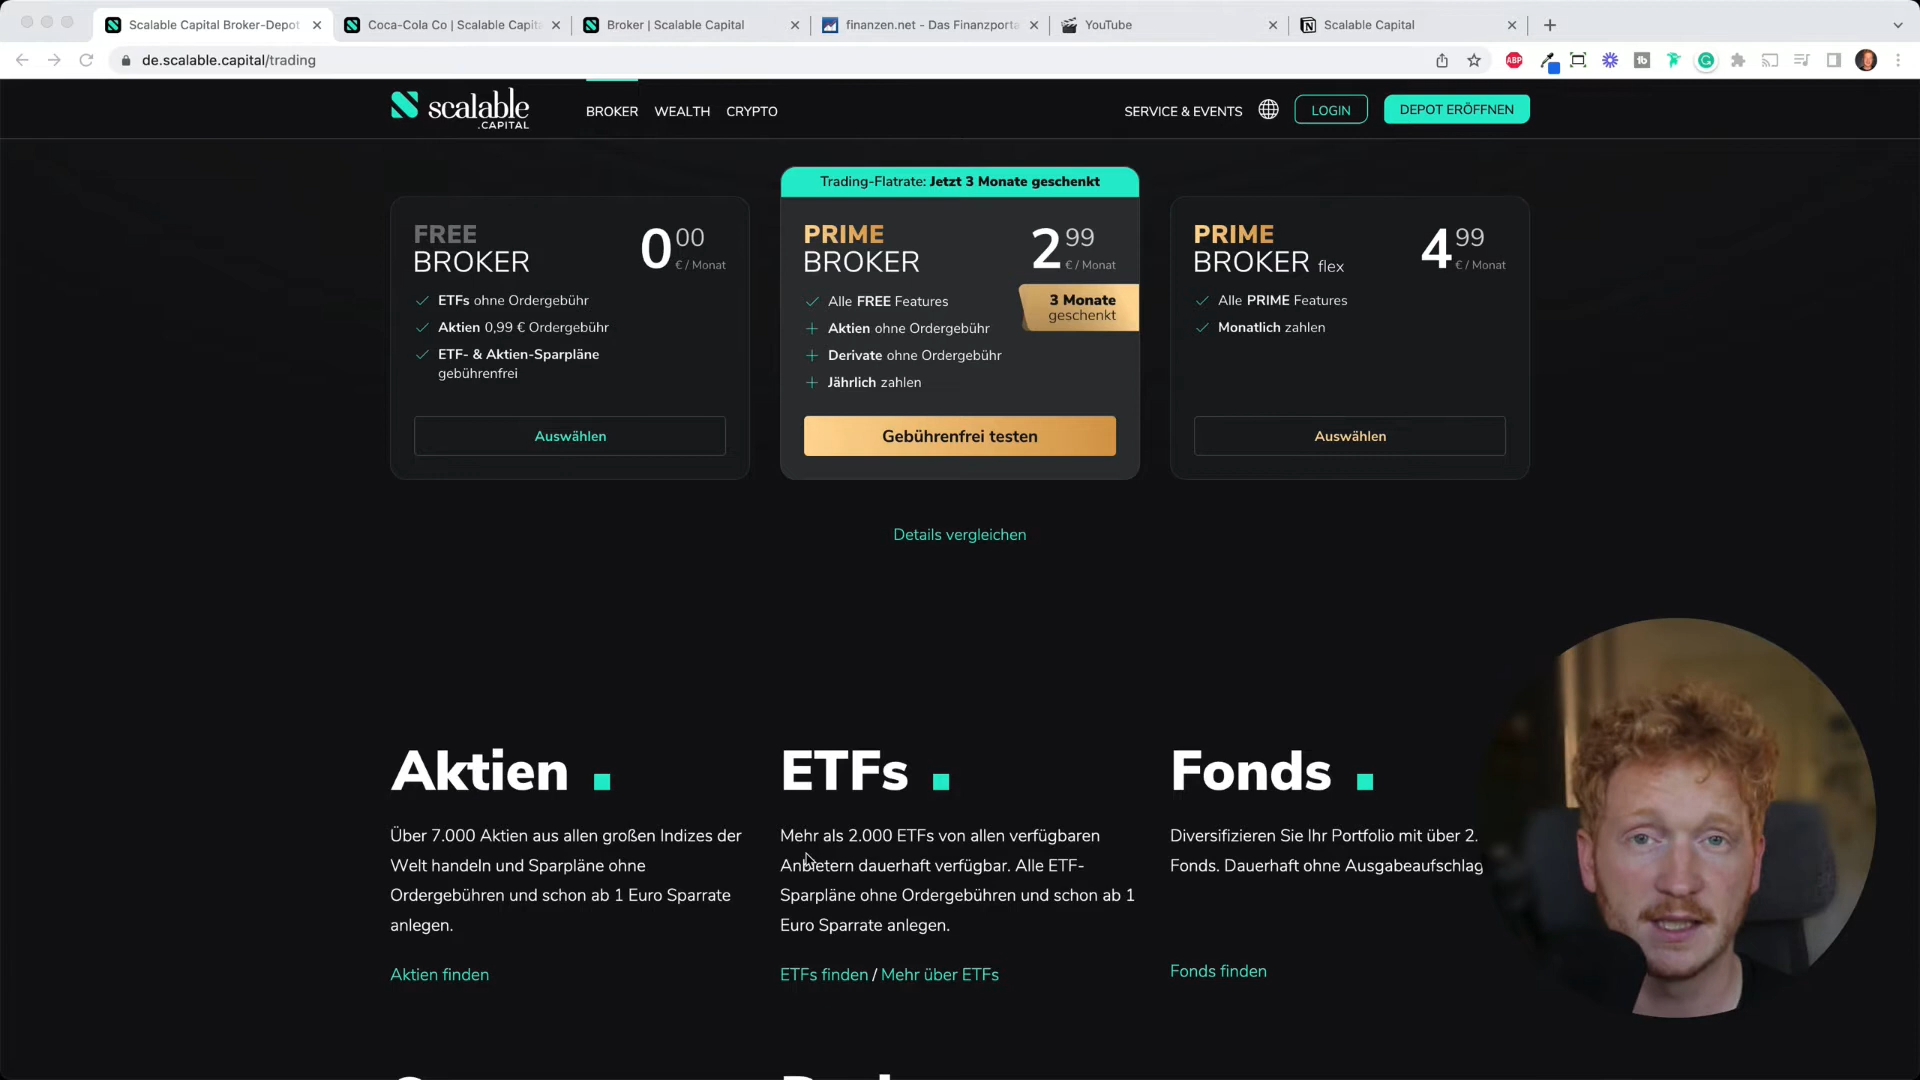 Scalable Capital Broker-Depot
Coca-Cola Co | Scalable Capita
Broker | Scalable Capital
finanzen.net - Das Finanzporta
YouTube
Scalable Capital
de.scalable.capital/trading
ABP
scalable
.CAPITAL
BROKER
WEALTH
CRYPTO
SERVICE & EVENTS
LOGIN
DEPOT ERÖFFNEN
FREE
BROKER
0 00
€ / Monat
ETFs ohne Ordergebühr
Aktien 0,99 € Ordergebühr
ETF- & Aktien-Sparpläne
gebührenfrei
Auswählen
Trading-Flatrate: Jetzt 3 Monate geschenkt
PRIME
BROKER
2 99
€ / Monat
3 Monate
geschenkt
Alle FREE Features
Aktien ohne Ordergebühr
Derivate ohne Ordergebühr
Jährlich zahlen
Gebührenfrei testen
PRIME
BROKER flex
4 99
€ / Monat
Alle PRIME Features
Monatlich zahlen
Auswählen
Details vergleichen
Aktien
Über 7.000 Aktien aus allen großen Indizes der
Welt handeln und Sparpläne ohne
Ordergebühren und schon ab 1 Euro Sparrate
anlegen.
Aktien finden
ETFs
Mehr als 2.000 ETFs von allen verfügbaren
Anbietern dauerhaft verfügbar. Alle ETF-
Sparpläne ohne Ordergebühren und schon ab 1
Euro Sparrate anlegen.
ETFs finden / Mehr über ETFs
Fonds
Diversifizieren Sie Ihr Portfolio mit über 2.
Fonds. Dauerhaft ohne Ausgabeaufschlag
Fonds finden